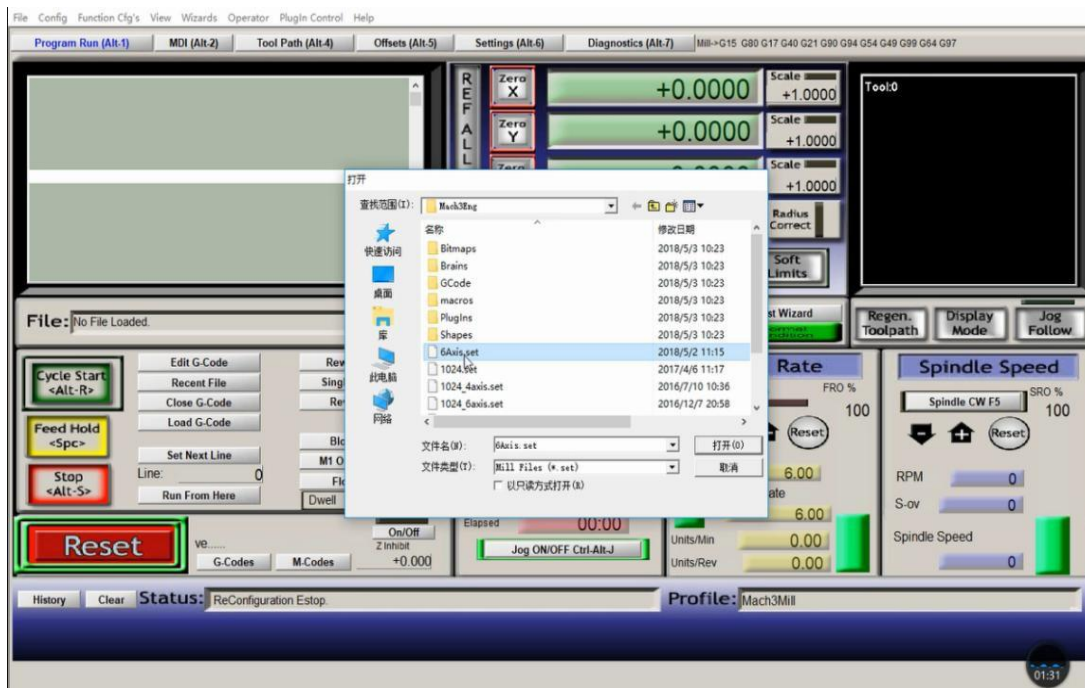 File Config Function Cfg's View Wizards Operator PlugIn Control Help
Program Run (Alt-1) MDI (Alt-2) Tool Path (Alt-4) Offsets (Alt-5) Settings (Alt-6) Diagnostics (Alt-7) Mill->G15 G80 G17 G40 G21 G90 G94 G54 G49 G99 G64 G97
REF ALL
Zero X +0.0000 Scale +1.0000
Zero Y +0.0000 Scale +1.0000
Scale +1.0000
Tool:0
Radius Correct
Soft Limits
打开
查找范围(I): Mach3Eng
快速访问
桌面
库
此电脑
网络
名称 修改日期
Bitmaps 2018/5/3 10:23
Brains 2018/5/3 10:23
GCode 2018/5/3 10:23
macros 2018/5/3 10:23
PlugIns 2018/5/3 10:23
Shapes 2018/5/3 10:23
6Axis.set 2018/5/2 11:15
1024.set 2017/4/6 11:17
1024_4axis.set 2016/7/10 10:36
1024_6axis.set 2016/12/7 20:58
文件名(N): 6Axis.set 打开(O)
文件类型(T): Mill Files (*.set) 取消
以只读方式打开(R)
File: No File Loaded.
Wizard
Regen. Toolpath
Display Mode
Jog Follow
Cycle Start <Alt-R>
Feed Hold <Spc>
Stop <Alt-S>
Edit G-Code
Recent File
Close G-Code
Load G-Code
Set Next Line
Line: 0
Run From Here
Dwell
Rate
FRO %
100
Reset
6.00
6.00
Units/Min 0.00
Units/Rev 0.00
Spindle Speed
Spindle CW F5
SRO %
100
Reset
RPM 0
S-ov 0
Spindle Speed
0
Reset
G-Codes M-Codes
On/Off
Z Inhibit
+0.000
Elapsed 00:00
Jog ON/OFF Ctrl-Alt-J
History Clear Status: ReConfiguration Estop. Profile: Mach3Mill
01:31